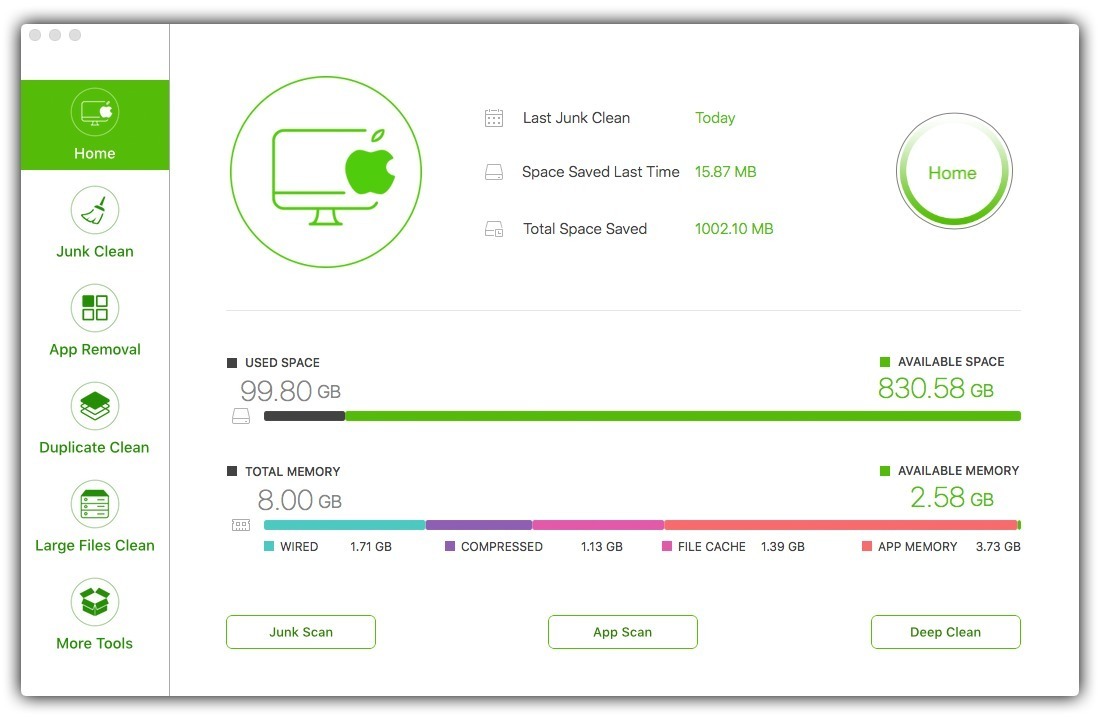 Home
Junk Clean
App Removal
Duplicate Clean
Large Files Clean
More Tools
Last Junk Clean Today
Space Saved Last Time 15.87 MB
Total Space Saved 1002.10 MB
Home
USED SPACE
99.80 GB
AVAILABLE SPACE
830.58 GB
TOTAL MEMORY
8.00 GB
AVAILABLE MEMORY
2.58 GB
WIRED 1.71 GB COMPRESSED 1.13 GB FILE CACHE 1.39 GB APP MEMORY 3.73 GB
Junk Scan App Scan Deep Clean